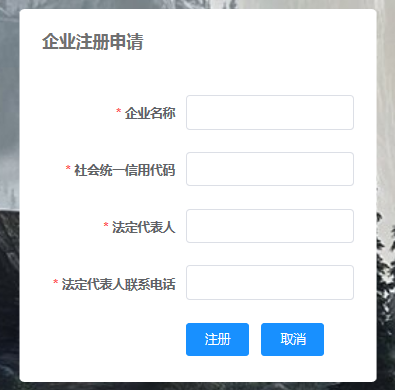 企业注册申请
* 企业名称
* 社会统一信用代码
* 法定代表人
* 法定代表人联系电话
注册 取消